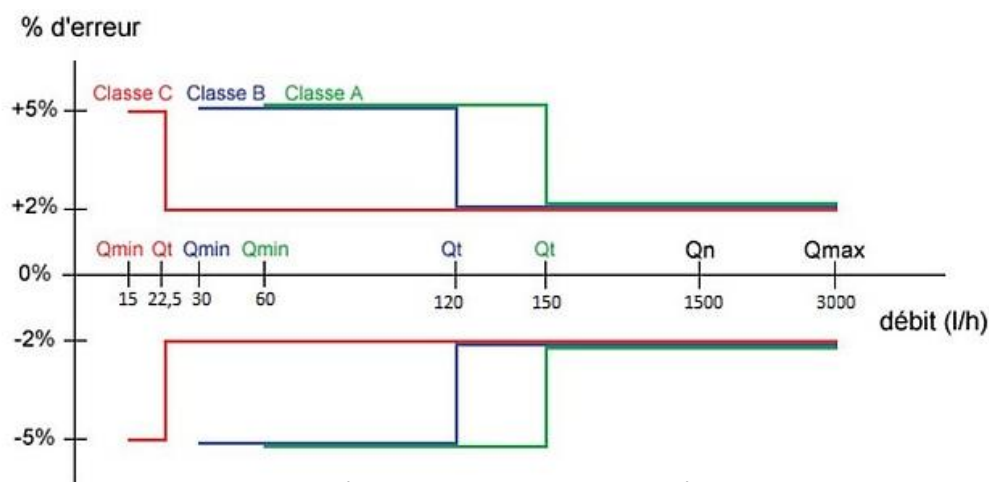 % d'erreur
Classe C Classe B Classe A
+5%
+2%
Qmin Qt Qmin Qmin Qt Qt Qn Qmax
0%
15 22,5 30 60 120 150 1500 3000
débit (l/h)
-2%
-5%